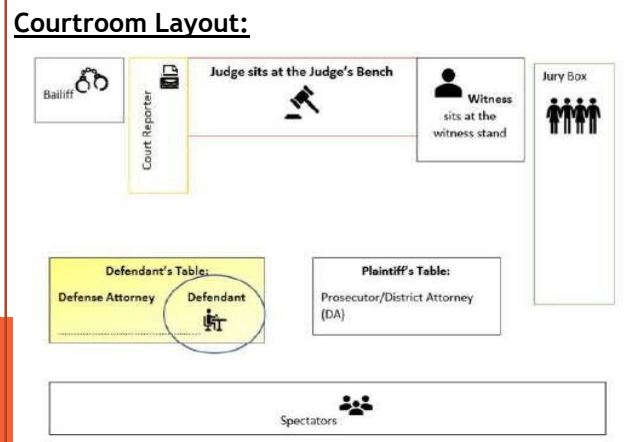 Courtroom Layout:
Bailiff
Court Reporter
Judge sits at the Judge's Bench
Witness
sits at the
witness stand
Jury Box
Defendant's Table:
Defense Attorney Defendant
Plaintiff's Table:
Prosecutor/District Attorney
(DA)
Spectators